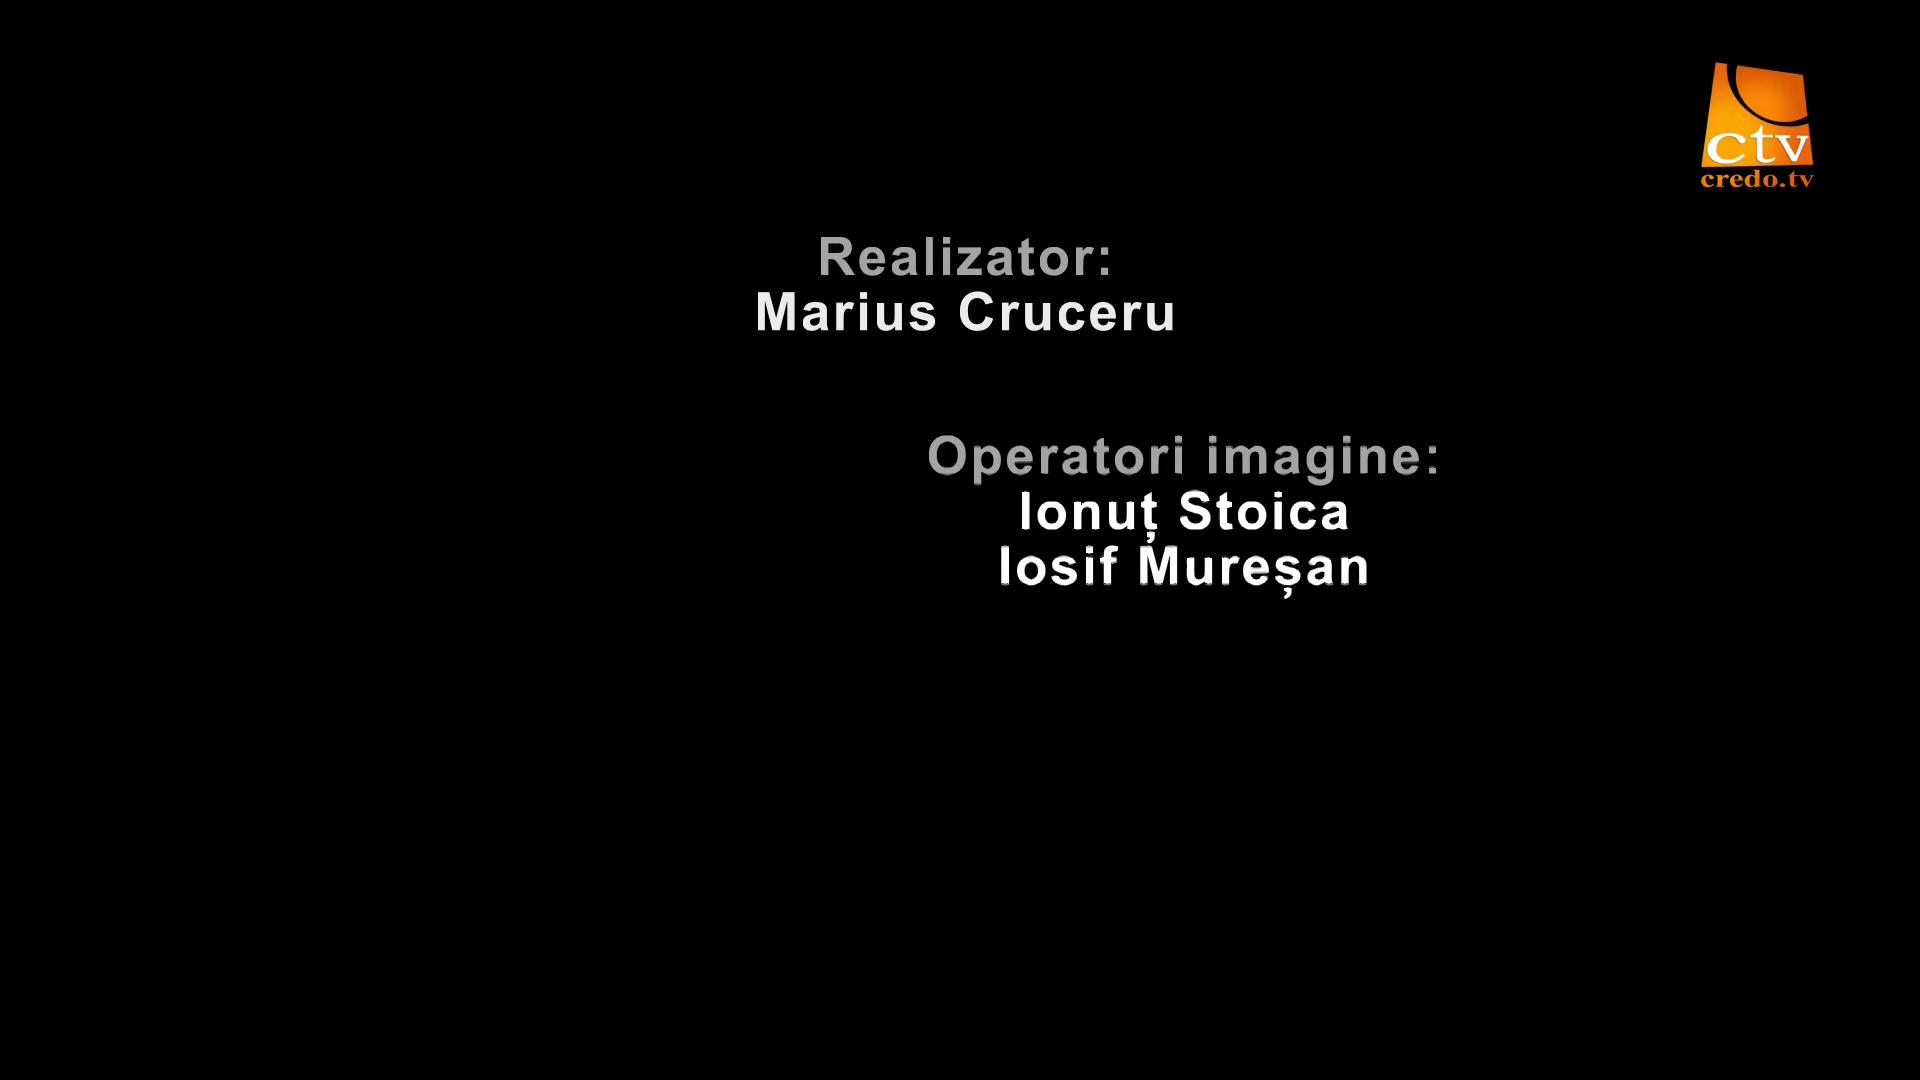 ctv
credo.tv
Realizator:
Marius Cruceru
Operatori imagine:
Ionuț Stoica
Iosif Mureșan